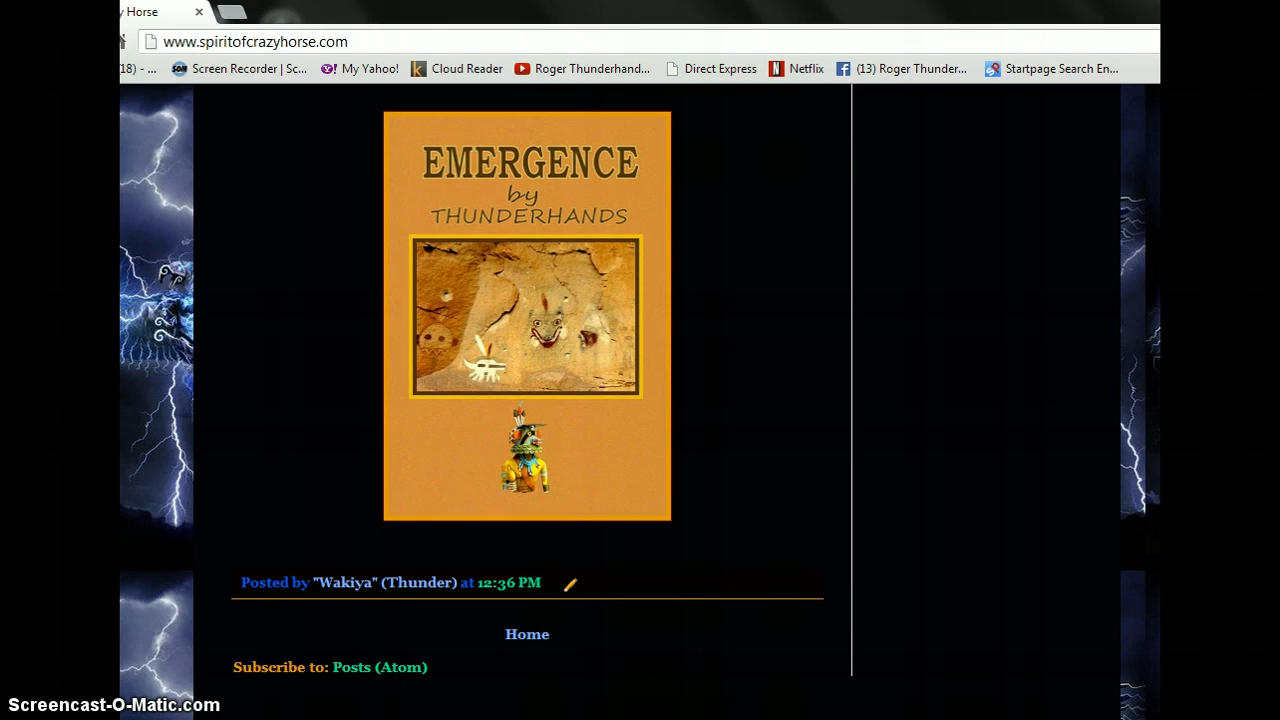 y Horse
www.spiritofcrazyhorse.com
18) - ... Screen Recorder | Sc... My Yahoo! Cloud Reader Roger Thunderhand... Direct Express Netflix (13) Roger Thunder... Startpage Search En...
EMERGENCE
by
THUNDERHANDS
Posted by "Wakiya" (Thunder) at 12:36 PM
Home
Subscribe to: Posts (Atom)
Screencast-O-Matic.com